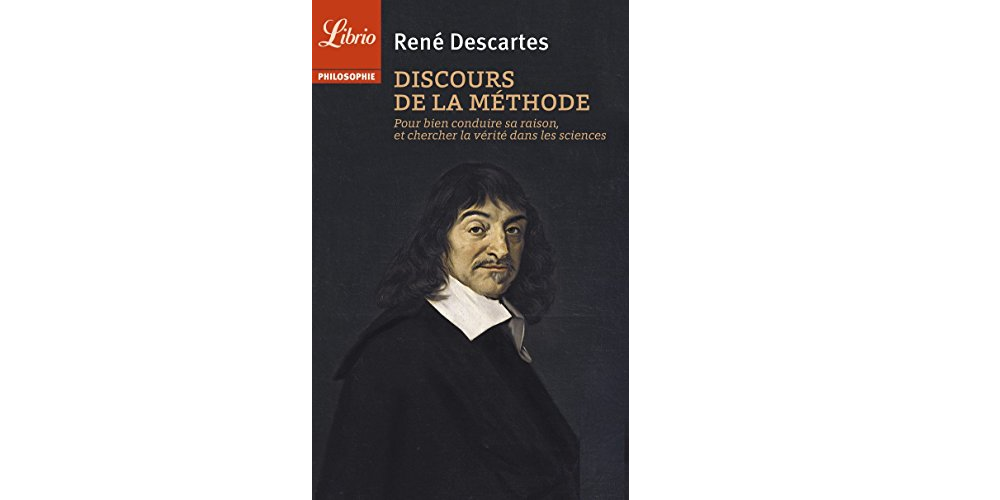 Librio
PHILOSOPHIE
René Descartes
DISCOURS
DE LA MÉTHODE
Pour bien conduire sa raison,
et chercher la vérité dans les sciences